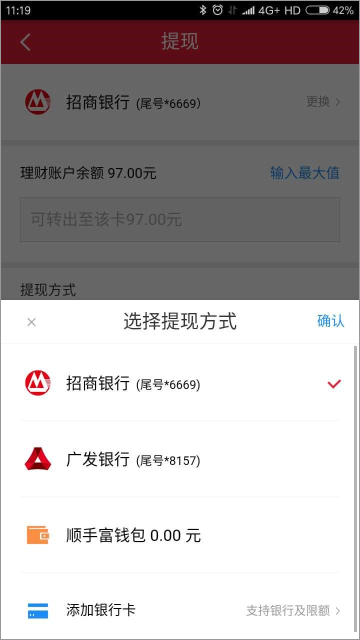 11:19 4G+ HD 42%
提现
招商银行 (尾号*6669) 更换
理财账户余额 97.00元 输入最大值
可转出至该卡97.00元
提现方式
选择提现方式 确认
招商银行 (尾号*6669)
广发银行 (尾号*8157)
顺手富钱包 0.00 元
添加银行卡 支持银行及限额